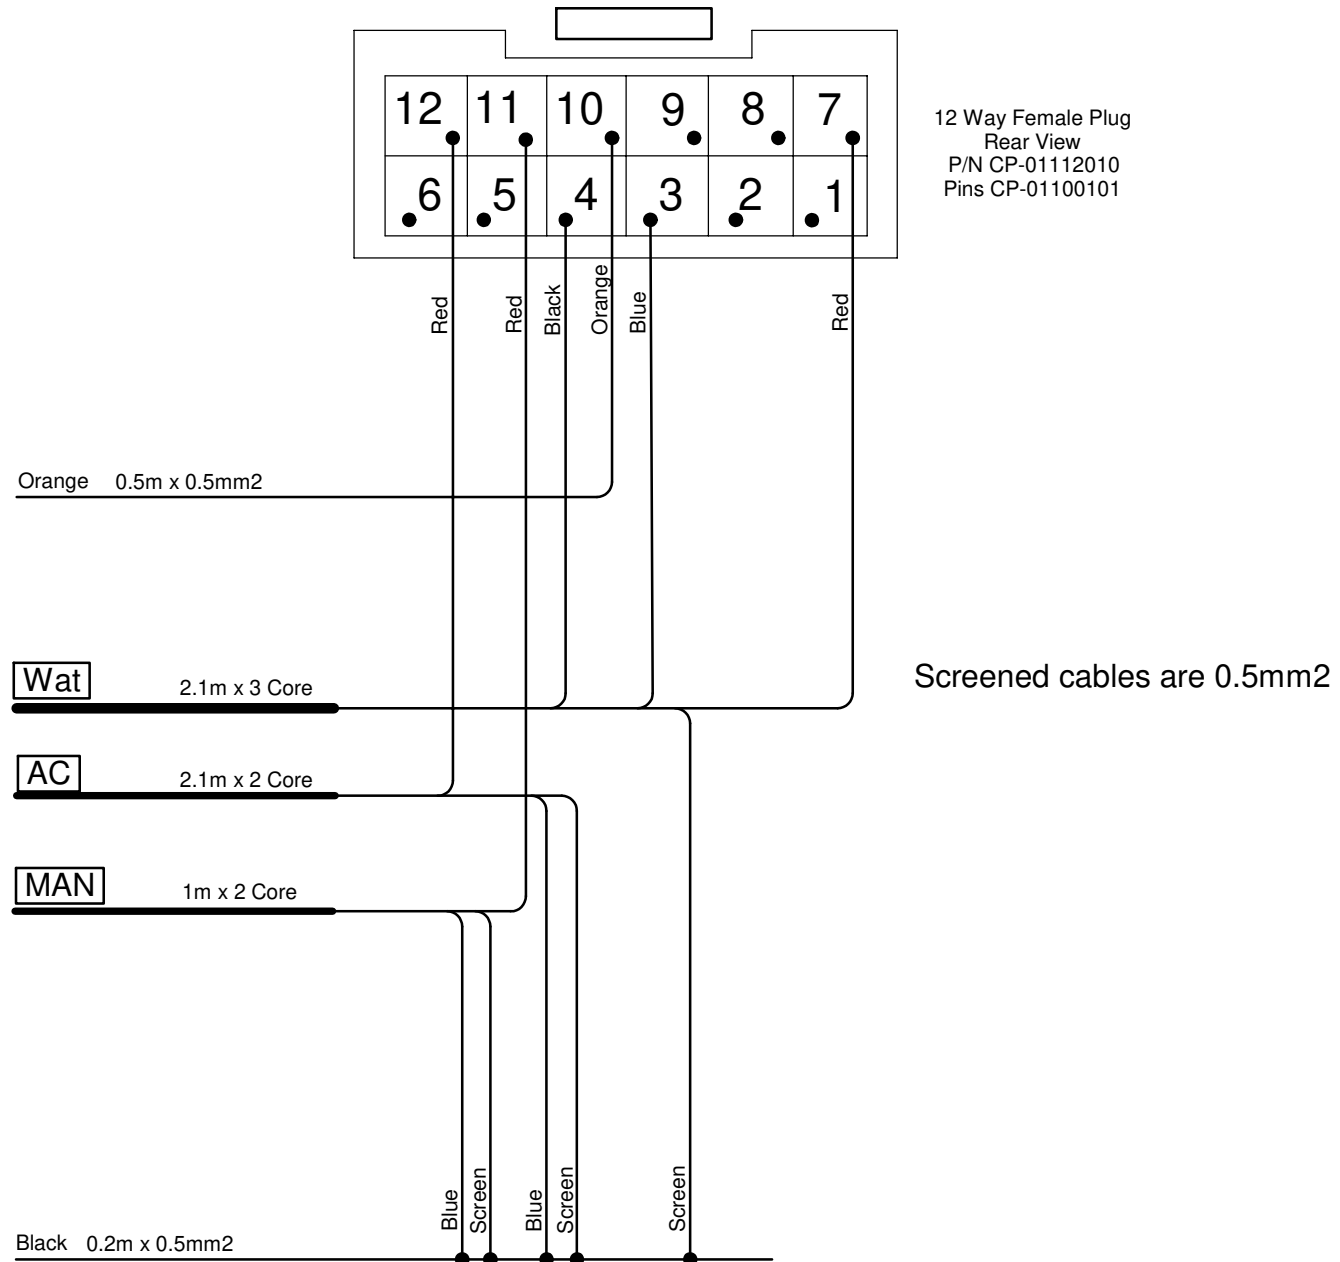 12 11 10 9 8 7
6 5 4 3 2 1
12 Way Female Plug
Rear View
P/N CP-01112010
Pins CP-01100101
Red
Red
Black
Orange
Blue
Red
Orange 0.5m x 0.5mm2
Wat
2.1m x 3 Core
Screened cables are 0.5mm2
AC
2.1m x 2 Core
MAN
1m x 2 Core
Blue
Screen
Blue
Screen
Screen
Black 0.2m x 0.5mm2